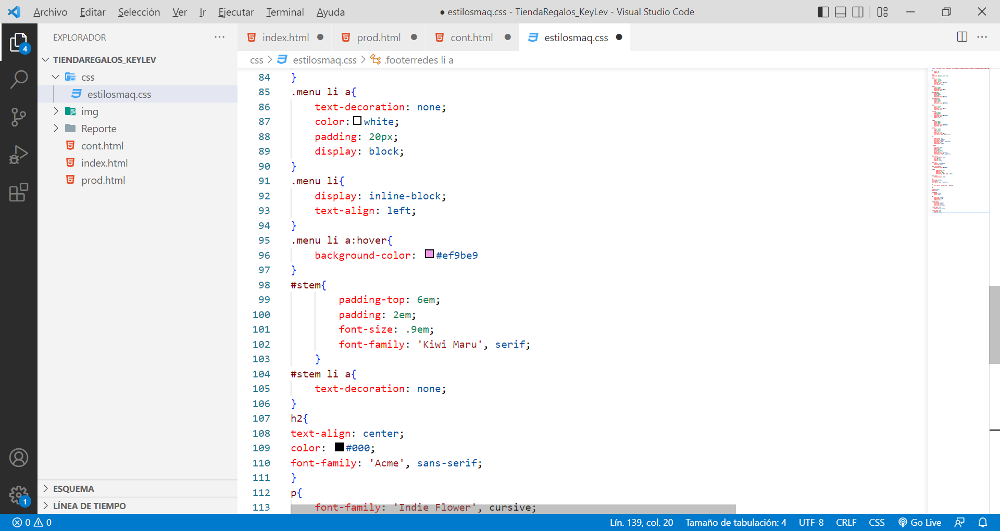 Archivo Editar Selección Ver Ir Ejecutar Terminal Ayuda ● estilosmaq.css - TiendaRegalos_KeyLev - Visual Studio Code
EXPLORADOR ···
index.html prod.html cont.html estilosmaq.css
css > estilosmaq.css > .footerredes li a
TIENDAREGALOS_KEYLEV
css
estilosmaq.css
img
Reporte
cont.html
index.html
prod.html
ESQUEMA
LÍNEA DE TIEMPO
4
1
84 }
85 .menu li a{
86 text-decoration: none;
87 color: white;
88 padding: 20px;
89 display: block;
90 }
91 .menu li{
92 display: inline-block;
93 text-align: left;
94 }
95 .menu li a:hover{
96 background-color: #ef9be9
97 }
98 #stem{
99 padding-top: 6em;
100 padding: 2em;
101 font-size: .9em;
102 font-family: 'Kiwi Maru', serif;
103 }
104 #stem li a{
105 text-decoration: none;
106 }
107 h2{
108 text-align: center;
109 color: #000;
110 font-family: 'Acme', sans-serif;
111 }
112 p{
113 font-family: 'Indie Flower', cursive;
0 0 Lín. 139, col. 20 Tamaño de tabulación: 4 UTF-8 CRLF CSS Go Live